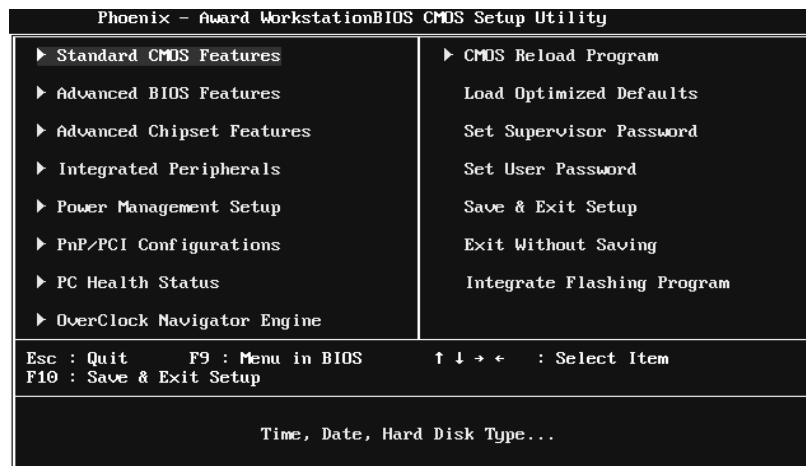 Phoenix - Award WorkstationBIOS CMOS Setup Utility
▶ Standard CMOS Features
▶ Advanced BIOS Features
▶ Advanced Chipset Features
▶ Integrated Peripherals
▶ Power Management Setup
▶ PnP/PCI Configurations
▶ PC Health Status
▶ OverClock Navigator Engine
▶ CMOS Reload Program
Load Optimized Defaults
Set Supervisor Password
Set User Password
Save & Exit Setup
Exit Without Saving
Integrate Flashing Program
Esc : Quit F9 : Menu in BIOS ↑ ↓ → ← : Select Item
F10 : Save & Exit Setup
Time, Date, Hard Disk Type...